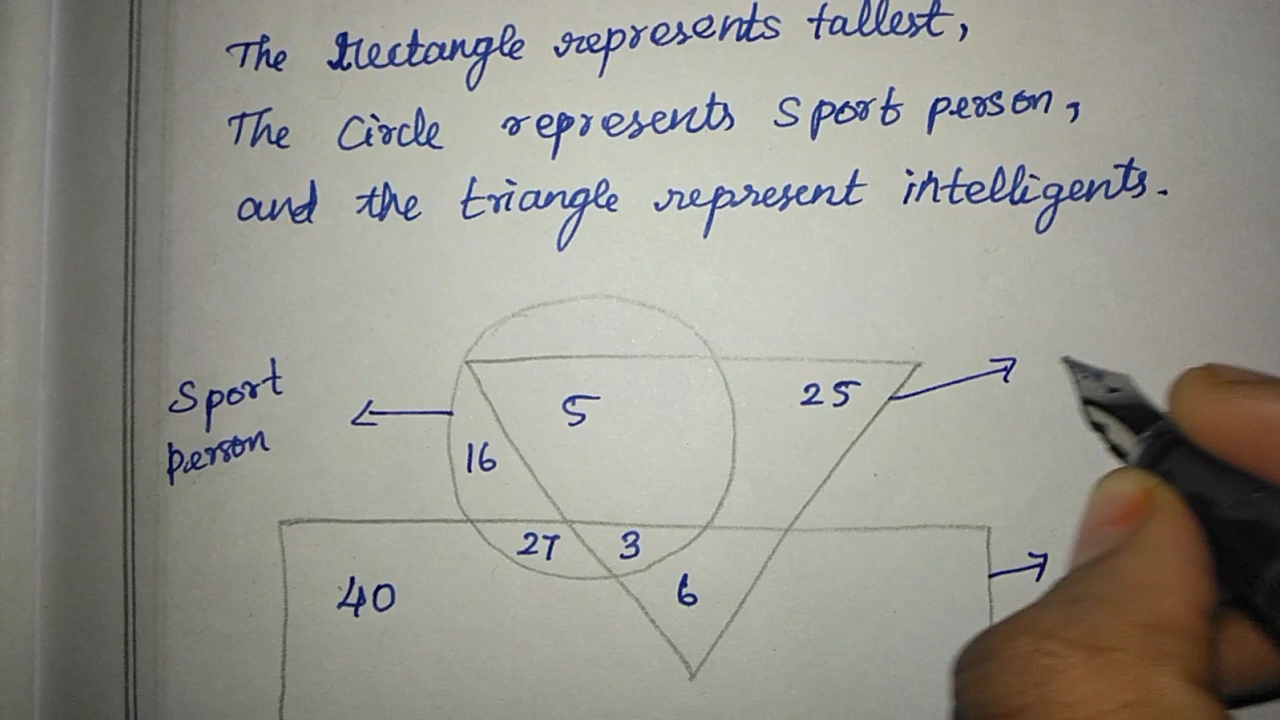 The Rectangle represents tallest,
The Circle represents Sport person,
and the triangle represent intelligents.
Sport
person
5
25
16
27
3
40
6